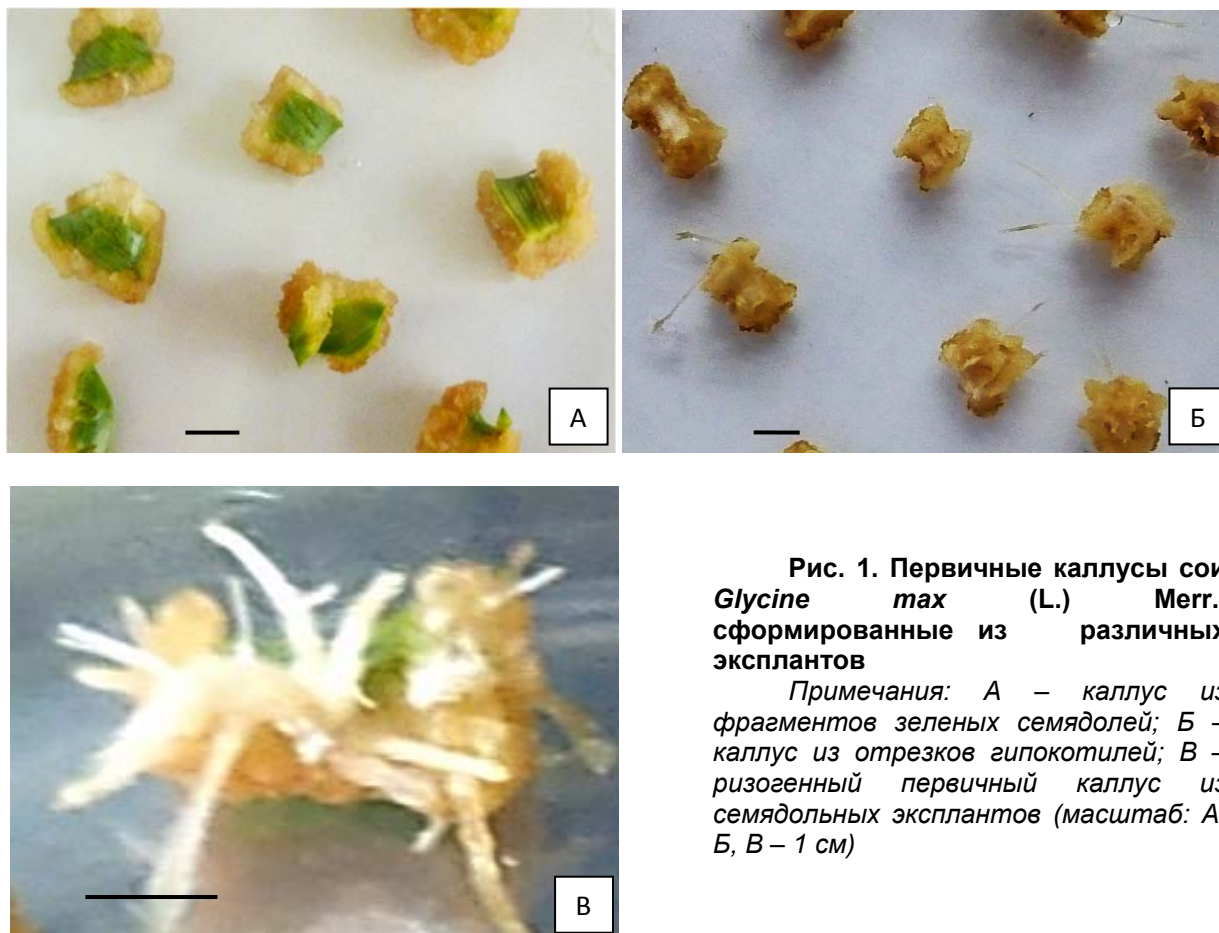 А
Б
В
Рис. 1. Первичные каллусы сои
Glycine max (L.) Merr.
сформированные из различных
эксплантов
Примечания: А – каллус из
фрагментов зеленых семядолей; Б –
каллус из отрезков гипокотилей; В –
ризогенный первичный каллус из
семядольных эксплантов (масштаб: А
Б, В – 1 см)